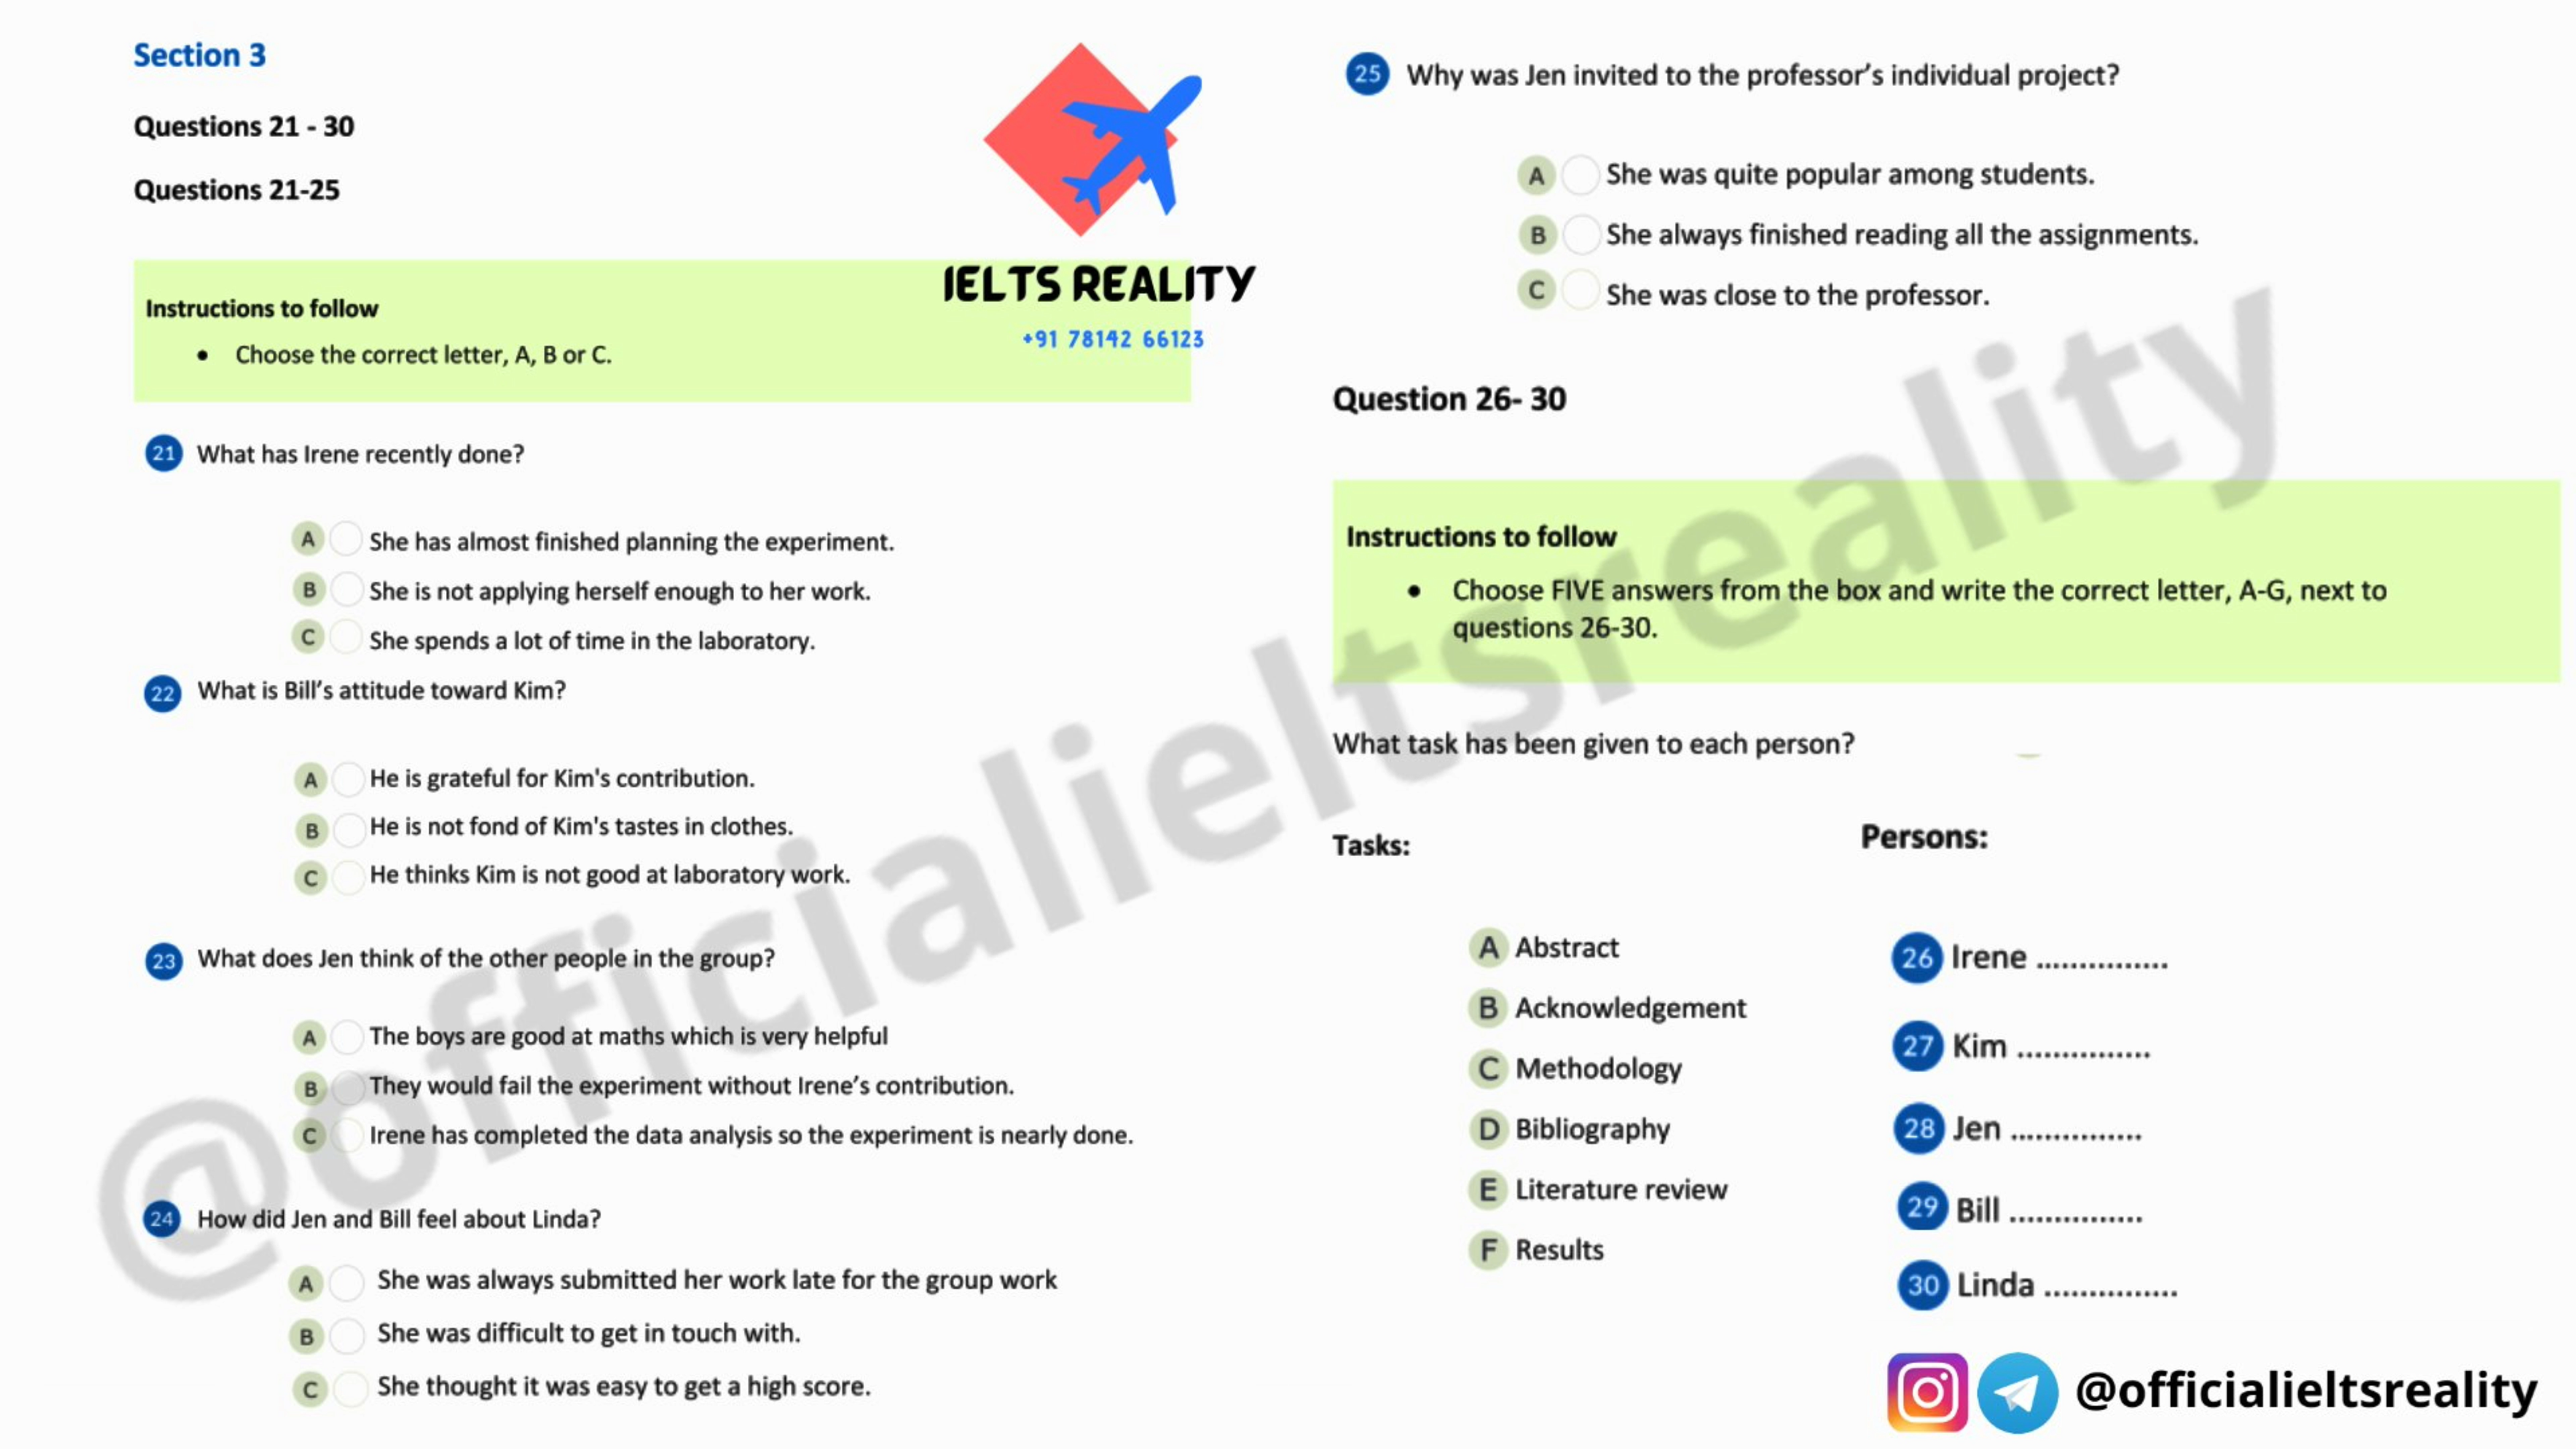 Section 3
Questions 21 - 30
Questions 21-25
IELTS REALITY
+91 78142 66123
Instructions to follow
• Choose the correct letter, A, B or C.
21 What has Irene recently done?
A She has almost finished planning the experiment.
B She is not applying herself enough to her work.
C She spends a lot of time in the laboratory.
22 What is Bill's attitude toward Kim?
A He is grateful for Kim's contribution.
B He is not fond of Kim's tastes in clothes.
C He thinks Kim is not good at laboratory work.
23 What does Jen think of the other people in the group?
A The boys are good at maths which is very helpful
B They would fail the experiment without Irene's contribution.
C Irene has completed the data analysis so the experiment is nearly done.
24 How did Jen and Bill feel about Linda?
A She was always submitted her work late for the group work
B She was difficult to get in touch with.
C She thought it was easy to get a high score.
25 Why was Jen invited to the professor's individual project?
A She was quite popular among students.
B She always finished reading all the assignments.
C She was close to the professor.
Question 26- 30
Instructions to follow
• Choose FIVE answers from the box and write the correct letter, A-G, next to
questions 26-30.
What task has been given to each person?
Tasks:
A Abstract
B Acknowledgement
C Methodology
D Bibliography
E Literature review
F Results
Persons:
26 Irene ...............
27 Kim ...............
28 Jen ...............
29 Bill ...............
30 Linda ...............
@officialieltsreality
@officialieltsreality